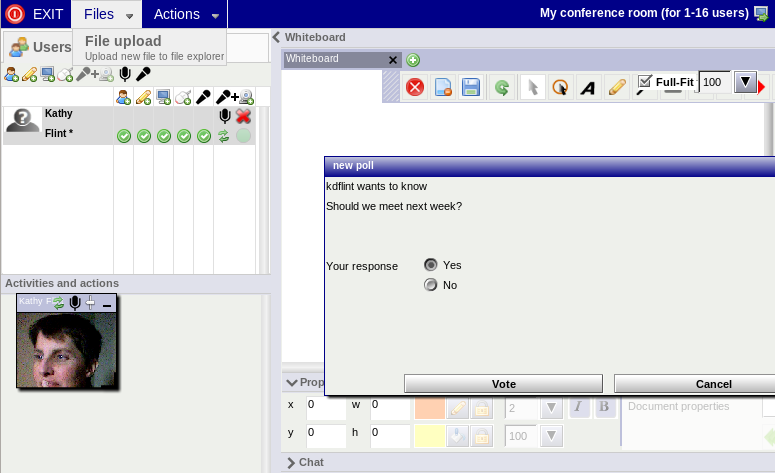 EXIT Files Actions My conference room (for 1-16 users)
File upload
Upload new file to file explorer
Users
Whiteboard
Whiteboard
Full-Fit 100
A
Kathy
Flint *
new poll
kdflint wants to know
Should we meet next week?
Your response Yes
No
Vote Cancel
Activities and actions
Kathy F
Prop
x 0 w 0 2 I B Document properties
y 0 h 0 100
Chat